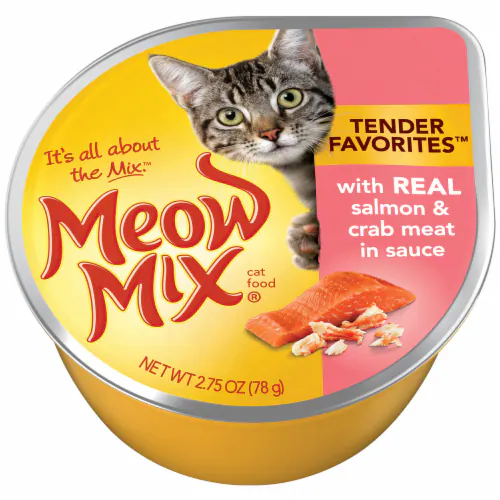 It's all about
the Mix.™
Meow
Mix
cat
food
®
NET WT 2.75 OZ (78 g)
TENDER
FAVORITES™
with REAL
salmon &
crab meat
in sauce